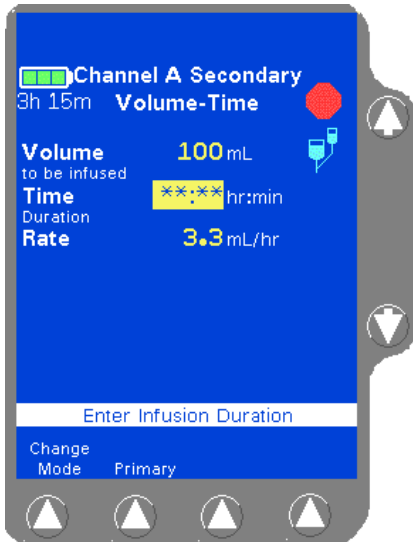 Channel A Secondary
3h 15m Volume-Time
Volume 100 mL
to be infused
Time **:** hr:min
Duration
Rate 3.3 mL/hr
Enter Infusion Duration
Change
Mode Primary